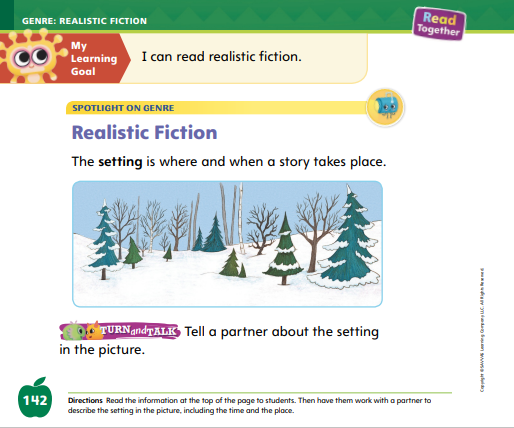 GENRE: REALISTIC FICTION
Read
Together
My
Learning
Goal
I can read realistic fiction.
SPOTLIGHT ON GENRE
Realistic Fiction
The setting is where and when a story takes place.
TURNandTALK Tell a partner about the setting
in the picture.
142
Directions Read the information at the top of the page to students. Then have them work with a partner to
describe the setting in the picture, including the time and the place.
Copyright © SAVVAS Learning Company LLC. All Rights Reserved.